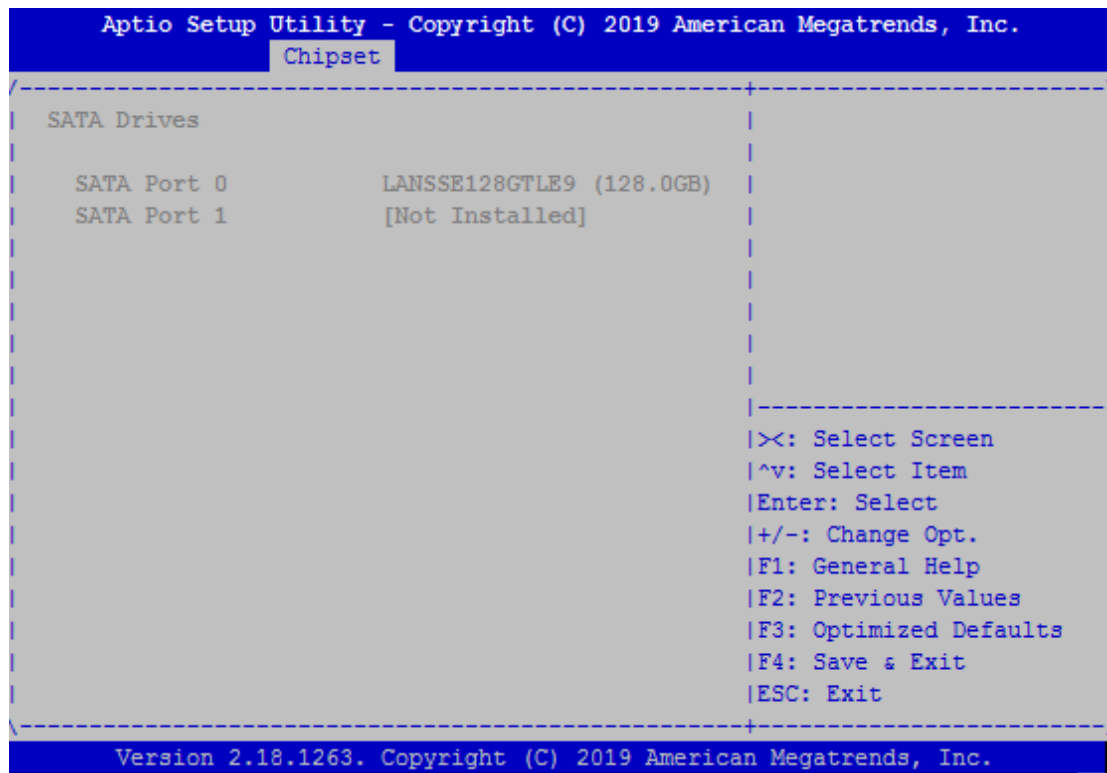 Aptio Setup Utility - Copyright (C) 2019 American Megatrends, Inc.
Chipset
SATA Drives
SATA Port 0 LANSSE128GTLE9 (128.0GB)
SATA Port 1 [Not Installed]
><: Select Screen
^v: Select Item
Enter: Select
+/-: Change Opt.
F1: General Help
F2: Previous Values
F3: Optimized Defaults
F4: Save & Exit
ESC: Exit
Version 2.18.1263. Copyright (C) 2019 American Megatrends, Inc.